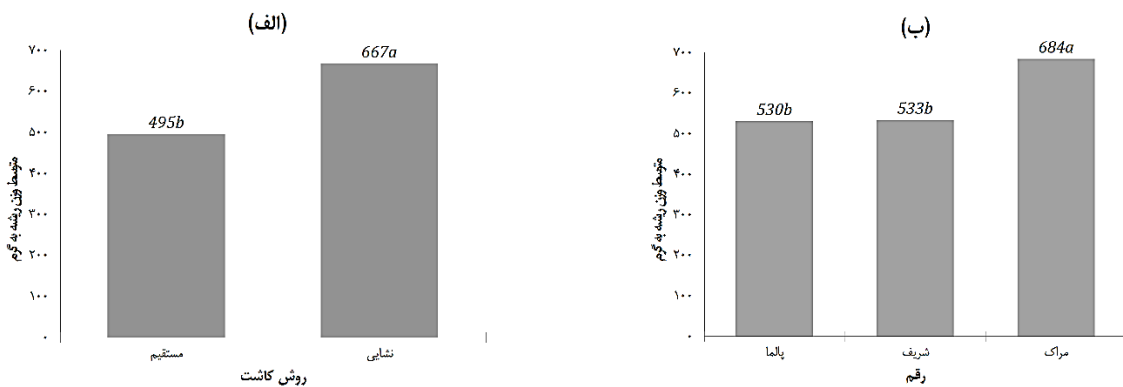 (الف)
متوسط وزن ریشه به گرم
۷۰۰
۶۰۰
۵۰۰
۴۰۰
۳۰۰
۲۰۰
۱۰۰
۰
495b
667a
مستقیم
نشایی
روش کاشت
(ب)
متوسط وزن ریشه به گرم
۷۰۰
۶۰۰
۵۰۰
۴۰۰
۳۰۰
۲۰۰
۱۰۰
۰
530b
533b
684a
پالما
شریف
مراک
رقم